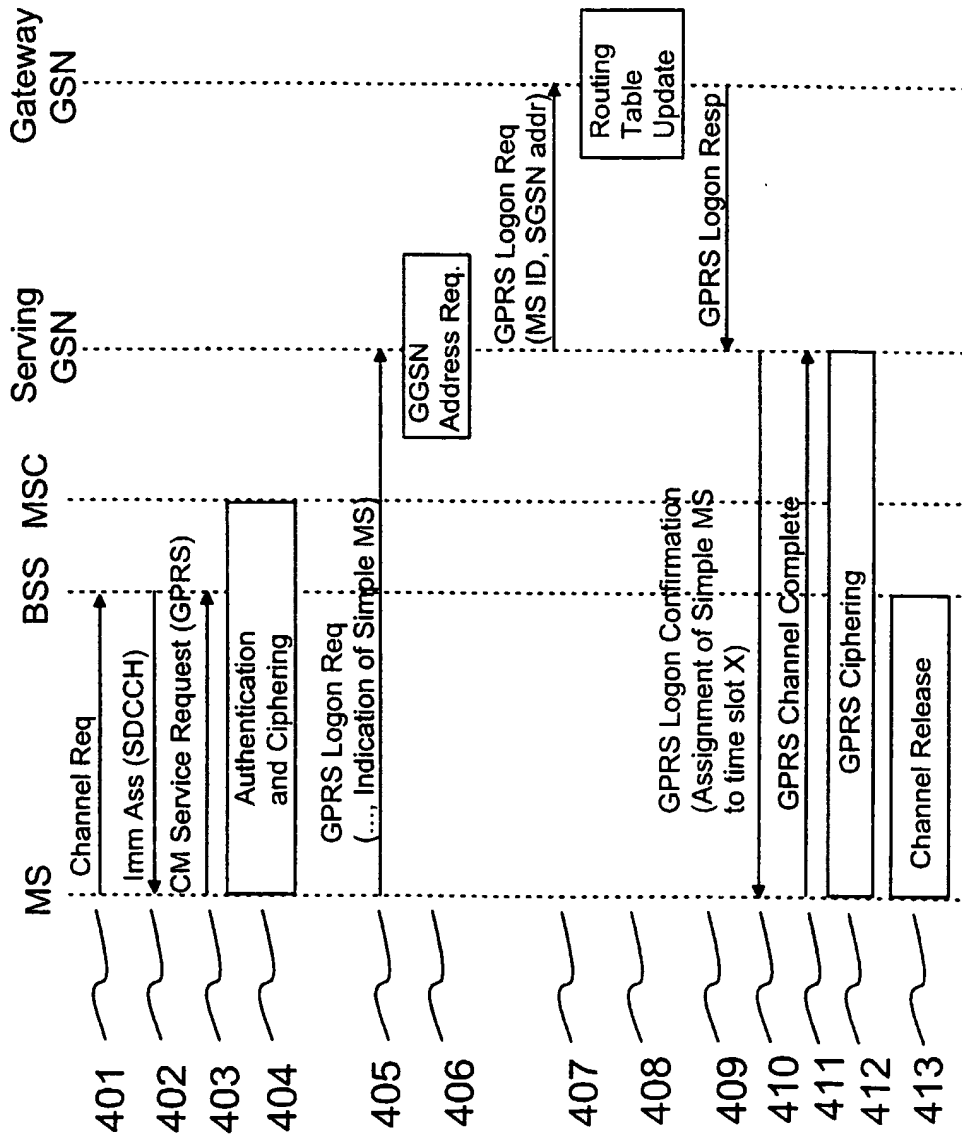 MS
BSS
MSC
Serving
GSN
Gateway
GSN
401
Channel Req
402
Imm Ass (SDCCH)
403
CM Service Request (GPRS)
404
Authentication
and Ciphering
405
GPRS Logon Req
(..., Indication of Simple MS)
406
GGSN
Address Req.
407
GPRS Logon Req
(MS ID, SGSN addr)
408
Routing
Table
Update
409
GPRS Logon Resp
410
GPRS Logon Confirmation
(Assignment of Simple MS
to time slot X)
411
GPRS Channel Complete
412
GPRS Ciphering
413
Channel Release